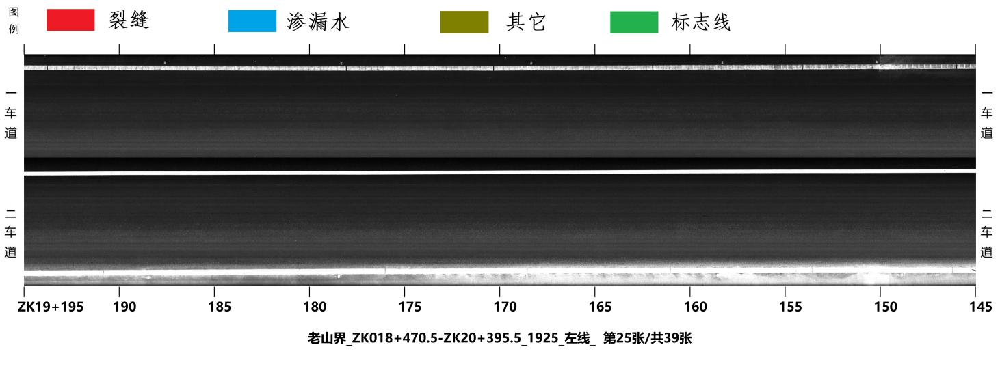 图例
裂缝 渗漏水 其它 标志线
一车道 一车道
二车道 二车道
ZK19+195 190 185 180 175 170 165 160 155 150 145
老山界_ZK018+470.5-ZK20+395.5_1925_左线_ 第25张/共39张